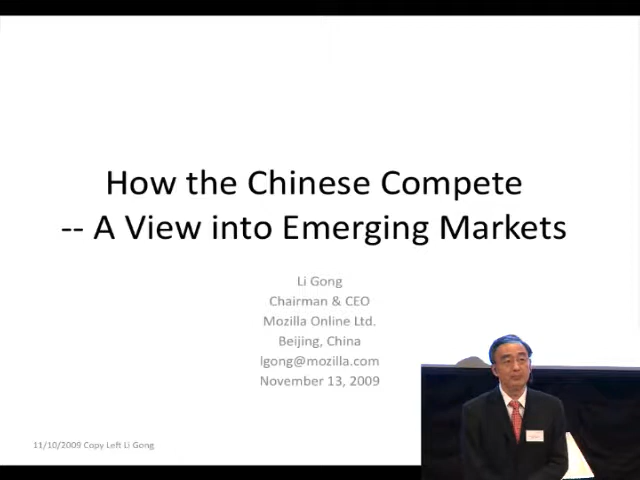 How the Chinese Compete
-- A View into Emerging Markets
Li Gong
Chairman & CEO
Mozilla Online Ltd.
Beijing, China
lgong@mozilla.com
November 13, 2009
11/10/2009 Copy Left Li Gong